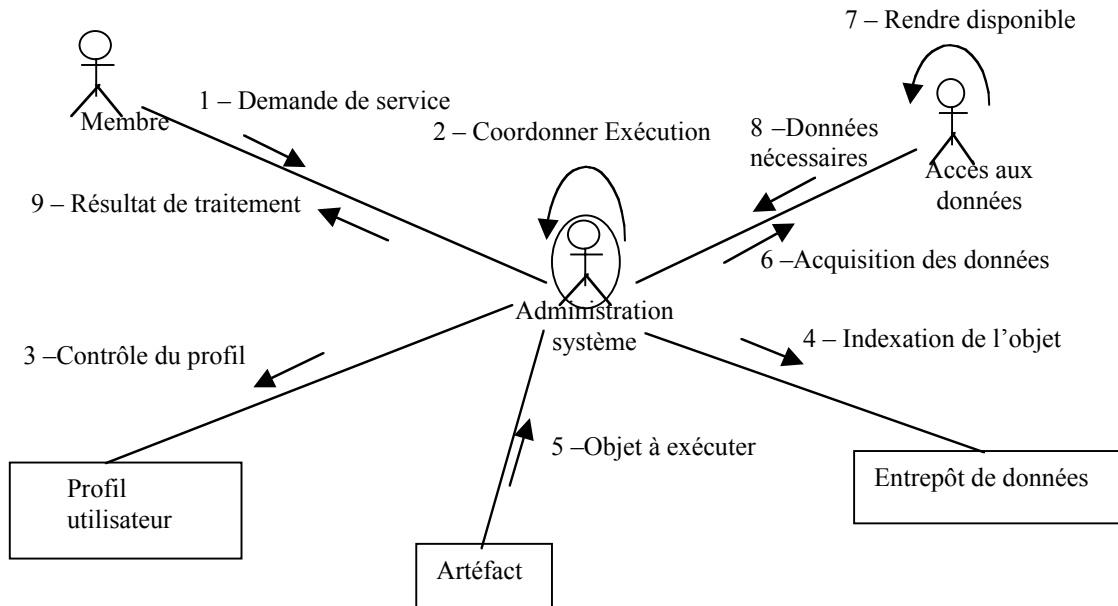 7 – Rendre disponible
1 – Demande de service
Membre
2 – Coordonner Exécution
8 –Données
nécessaires
Accès aux
données
9 – Résultat de traitement
6 –Acquisition des données
Administration
système
3 –Contrôle du profil
4 – Indexation de l’objet
5 –Objet à exécuter
Profil
utilisateur
Entrepôt de données
Artéfact